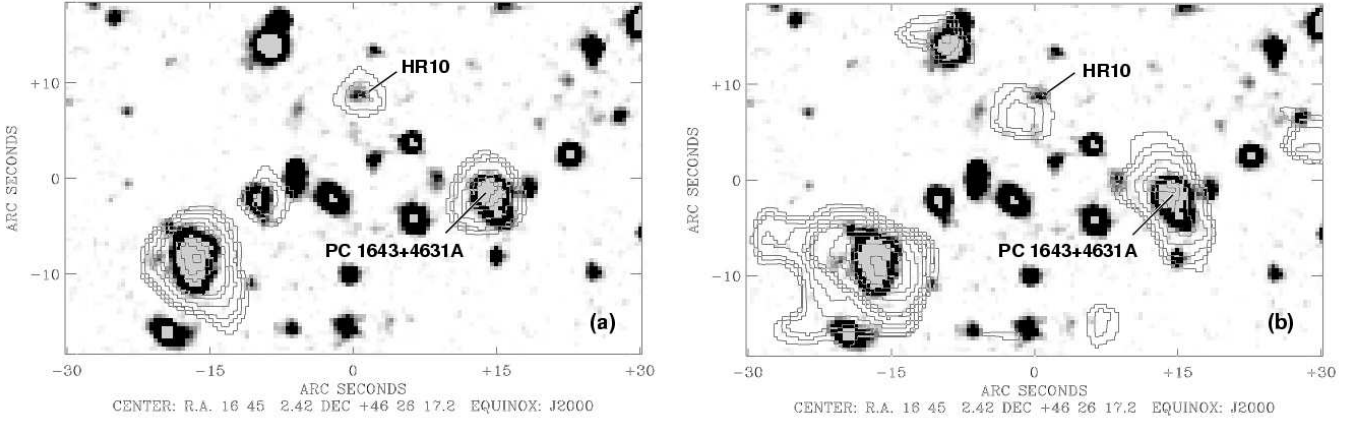 +10
0
-10
ARC SECONDS
HR10
PC 1643+4631A
(a)
-30
-15
0
+15
+30
ARC SECONDS
CENTER: R.A. 16 45 2.42 DEC +46 26 17.2 EQUINOX: J2000
+10
0
-10
ARC SECONDS
HR10
PC 1643+4631A
(b)
-30
-15
0
+15
+30
ARC SECONDS
CENTER: R.A. 16 45 2.42 DEC +46 26 17.2 EQUINOX: J2000